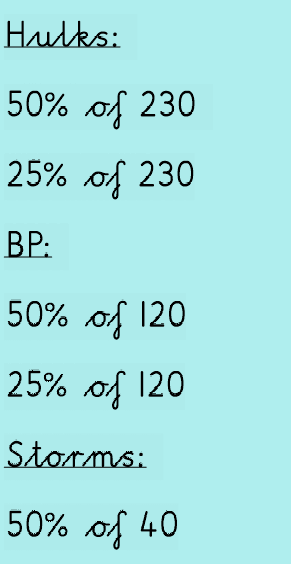 Hulks:
50% of 230
25% of 230
BP:
50% of 120
25% of 120
Storms:
50% of 40